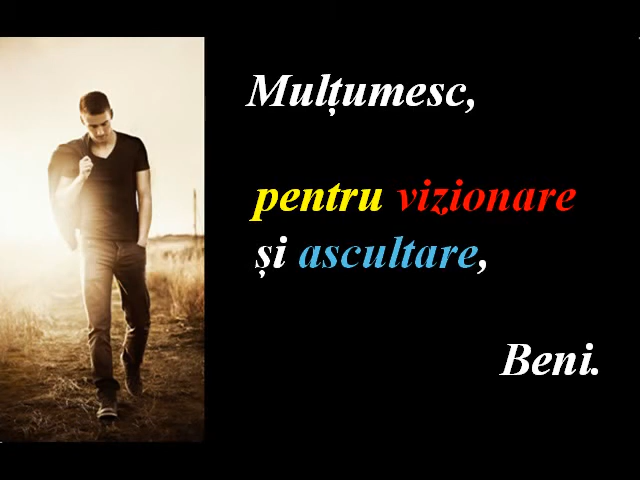 Mulțumesc,
pentru vizionare
și ascultare,
Beni.